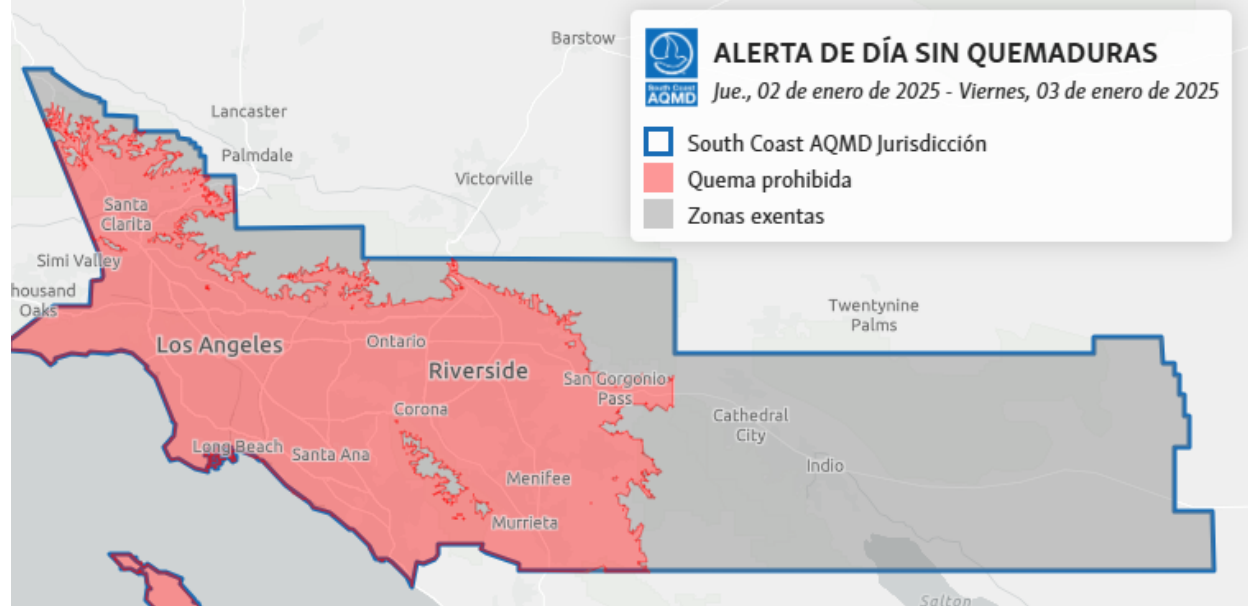 ALERTA DE DÍA SIN QUEMADURAS
South Coast
AQMD
Jue., 02 de enero de 2025 - Viernes, 03 de enero de 2025
South Coast AQMD Jurisdicción
Quema prohibida
Zonas exentas
Barstow
Lancaster
Palmdale
Victorville
Santa
Clarita
Simi Valley
housand
Oaks
Twentynine
Palms
Los Angeles
Ontario
Riverside
San Gorgonio
Pass
Corona
Cathedral
City
Long Beach
Santa Ana
Indio
Menifee
Murrieta
Salton